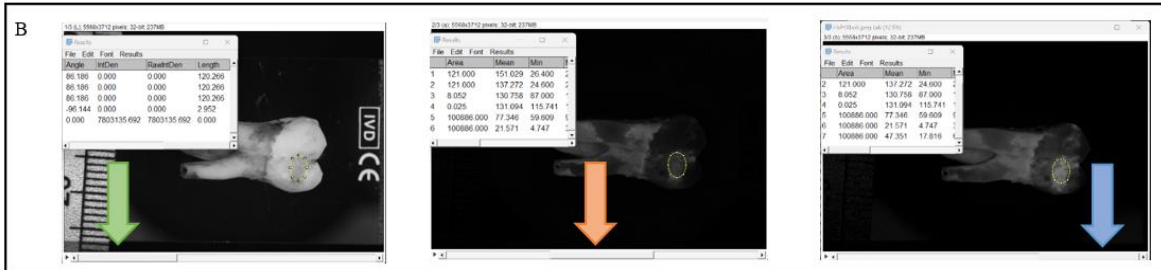 B
1/3 (L); 5568x3712 pixels; 32-bit; 237MB
Results
File Edit Font Results
Angle IntDen RawIntDen Length
86.186 0.000 0.000 120.266
86.186 0.000 0.000 120.266
86.186 0.000 0.000 120.266
-96.144 0.000 0.000 2.952
0.000 7803135.692 7803135.692 0.000
IVD
CE
2/3 (a); 5568x3712 pixels; 32-bit; 237MB
Results
File Edit Font Results
Area Mean Min
1 121.000 151.029 26.400
2 121.000 137.272 24.600
3 8.052 130.758 87.000
4 0.025 131.094 115.741
5 100886.000 77.346 59.609
6 100886.000 21.571 4.747
3/3 (b); 5568x3712 pixels; 32-bit; 237MB
Results
File Edit Font Results
Area Mean Min
2 121.000 137.272 24.600
3 8.052 130.758 87.000
4 0.025 131.094 115.741
5 100886.000 77.346 59.609
6 100886.000 21.571 4.747
7 100886.000 47.351 17.816